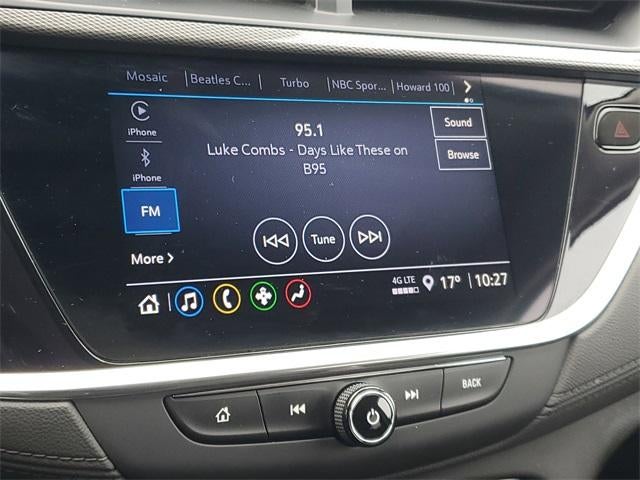 Mosaic Beatles C... Turbo NBC Spor... Howard 100
iPhone
95.1
Sound
Luke Combs - Days Like These on
B95
Browse
iPhone
FM
Tune
More
4G LTE
17° 10:27
BACK